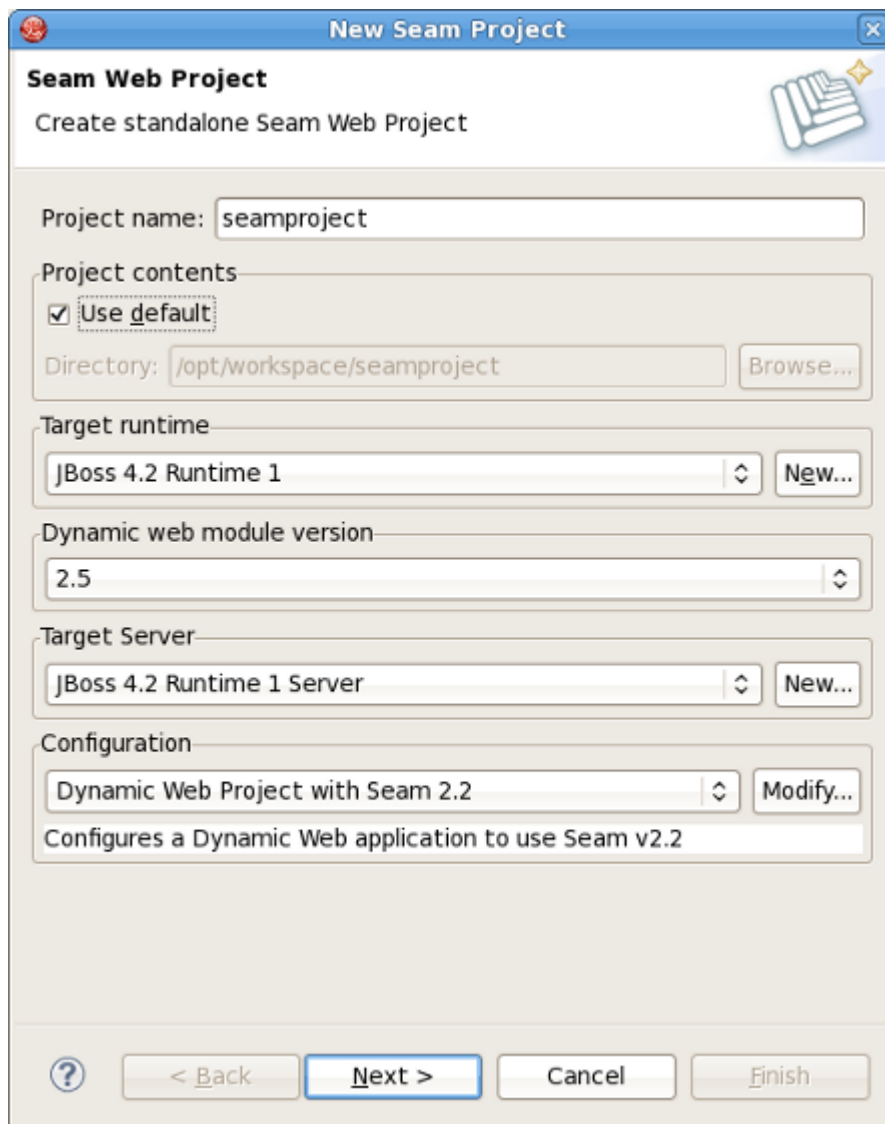 New Seam Project
Seam Web Project
Create standalone Seam Web Project
Project name: seamproject
Project contents
Use default
Directory: /opt/workspace/seamproject Browse...
Target runtime
JBoss 4.2 Runtime 1 New...
Dynamic web module version
2.5
Target Server
JBoss 4.2 Runtime 1 Server New...
Configuration
Dynamic Web Project with Seam 2.2 Modify...
Configures a Dynamic Web application to use Seam v2.2
? < Back Next > Cancel Finish